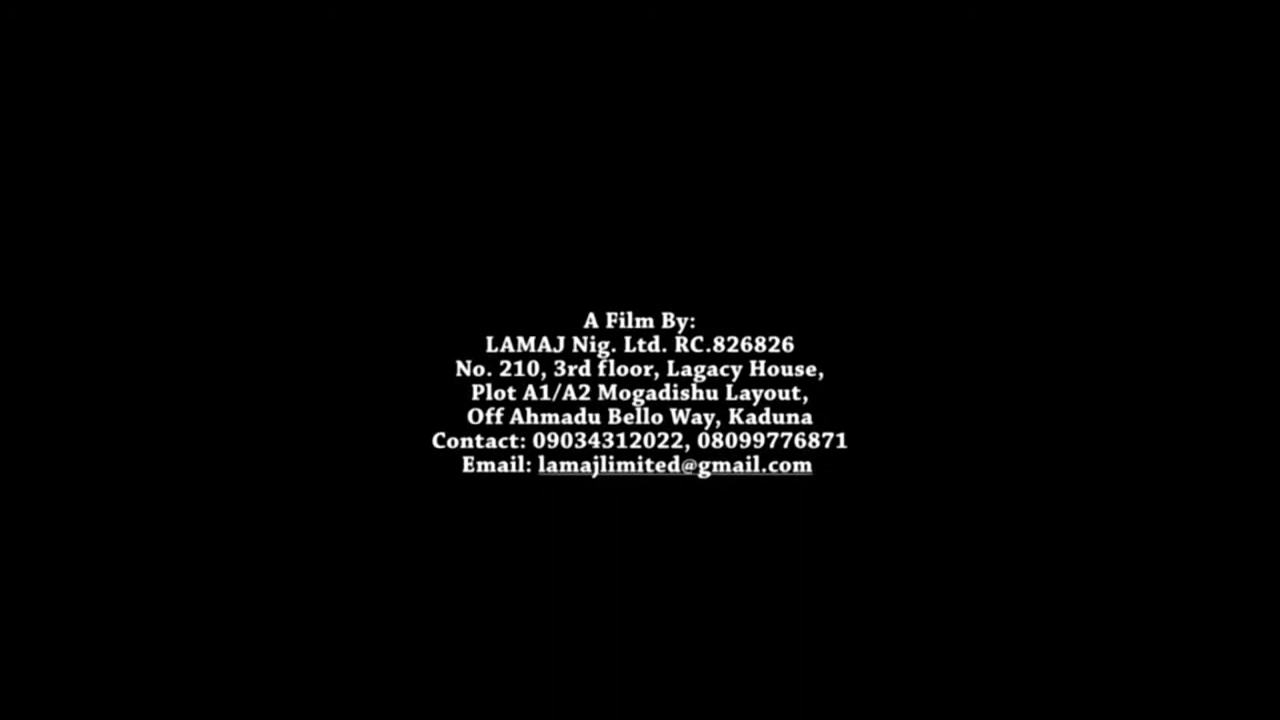 A Film By:
LAMAJ Nig. Ltd. RC.826826
No. 210, 3rd floor, Lagacy House,
Plot A1/A2 Mogadishu Layout,
Off Ahmadu Bello Way, Kaduna
Contact: 09034312022, 08099776871
Email: lamajlimited@gmail.com